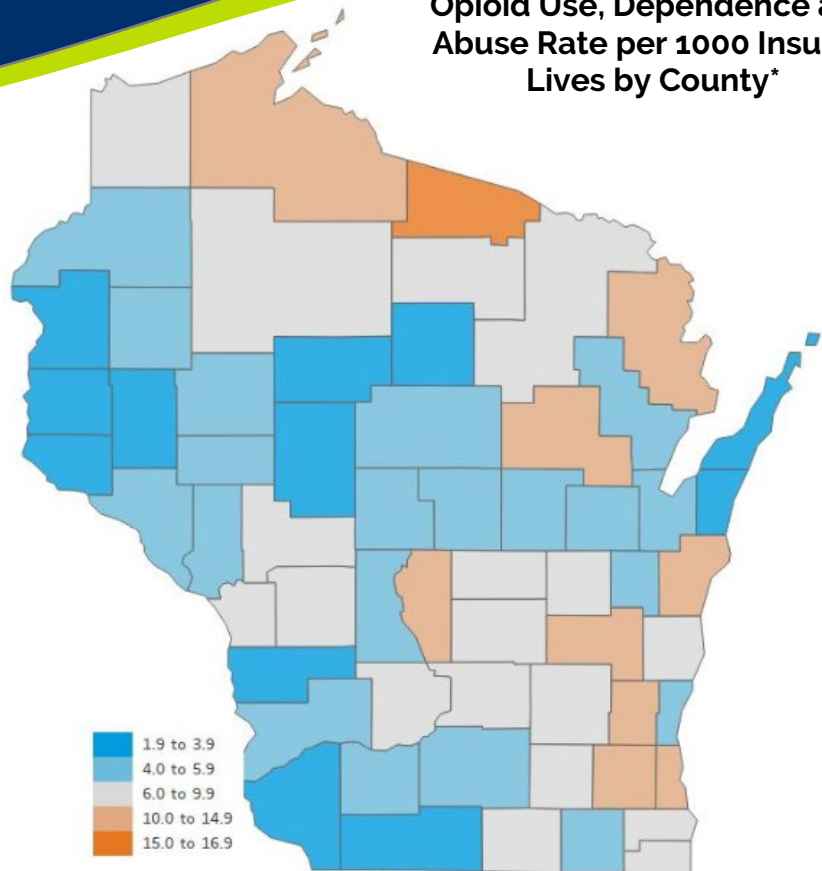 Opioid Use, Dependence a
Abuse Rate per 1000 Insu
Lives by County*
1.9 to 3.9
4.0 to 5.9
6.0 to 9.9
10.0 to 14.9
15.0 to 16.9